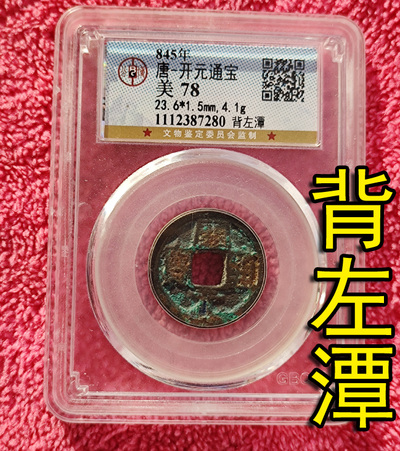 845年
唐·开元通宝
美 78
23.6*1.5mm,4.1g
1112387280 背左潭
★ 文物鉴定委员会监制 ★
背左潭